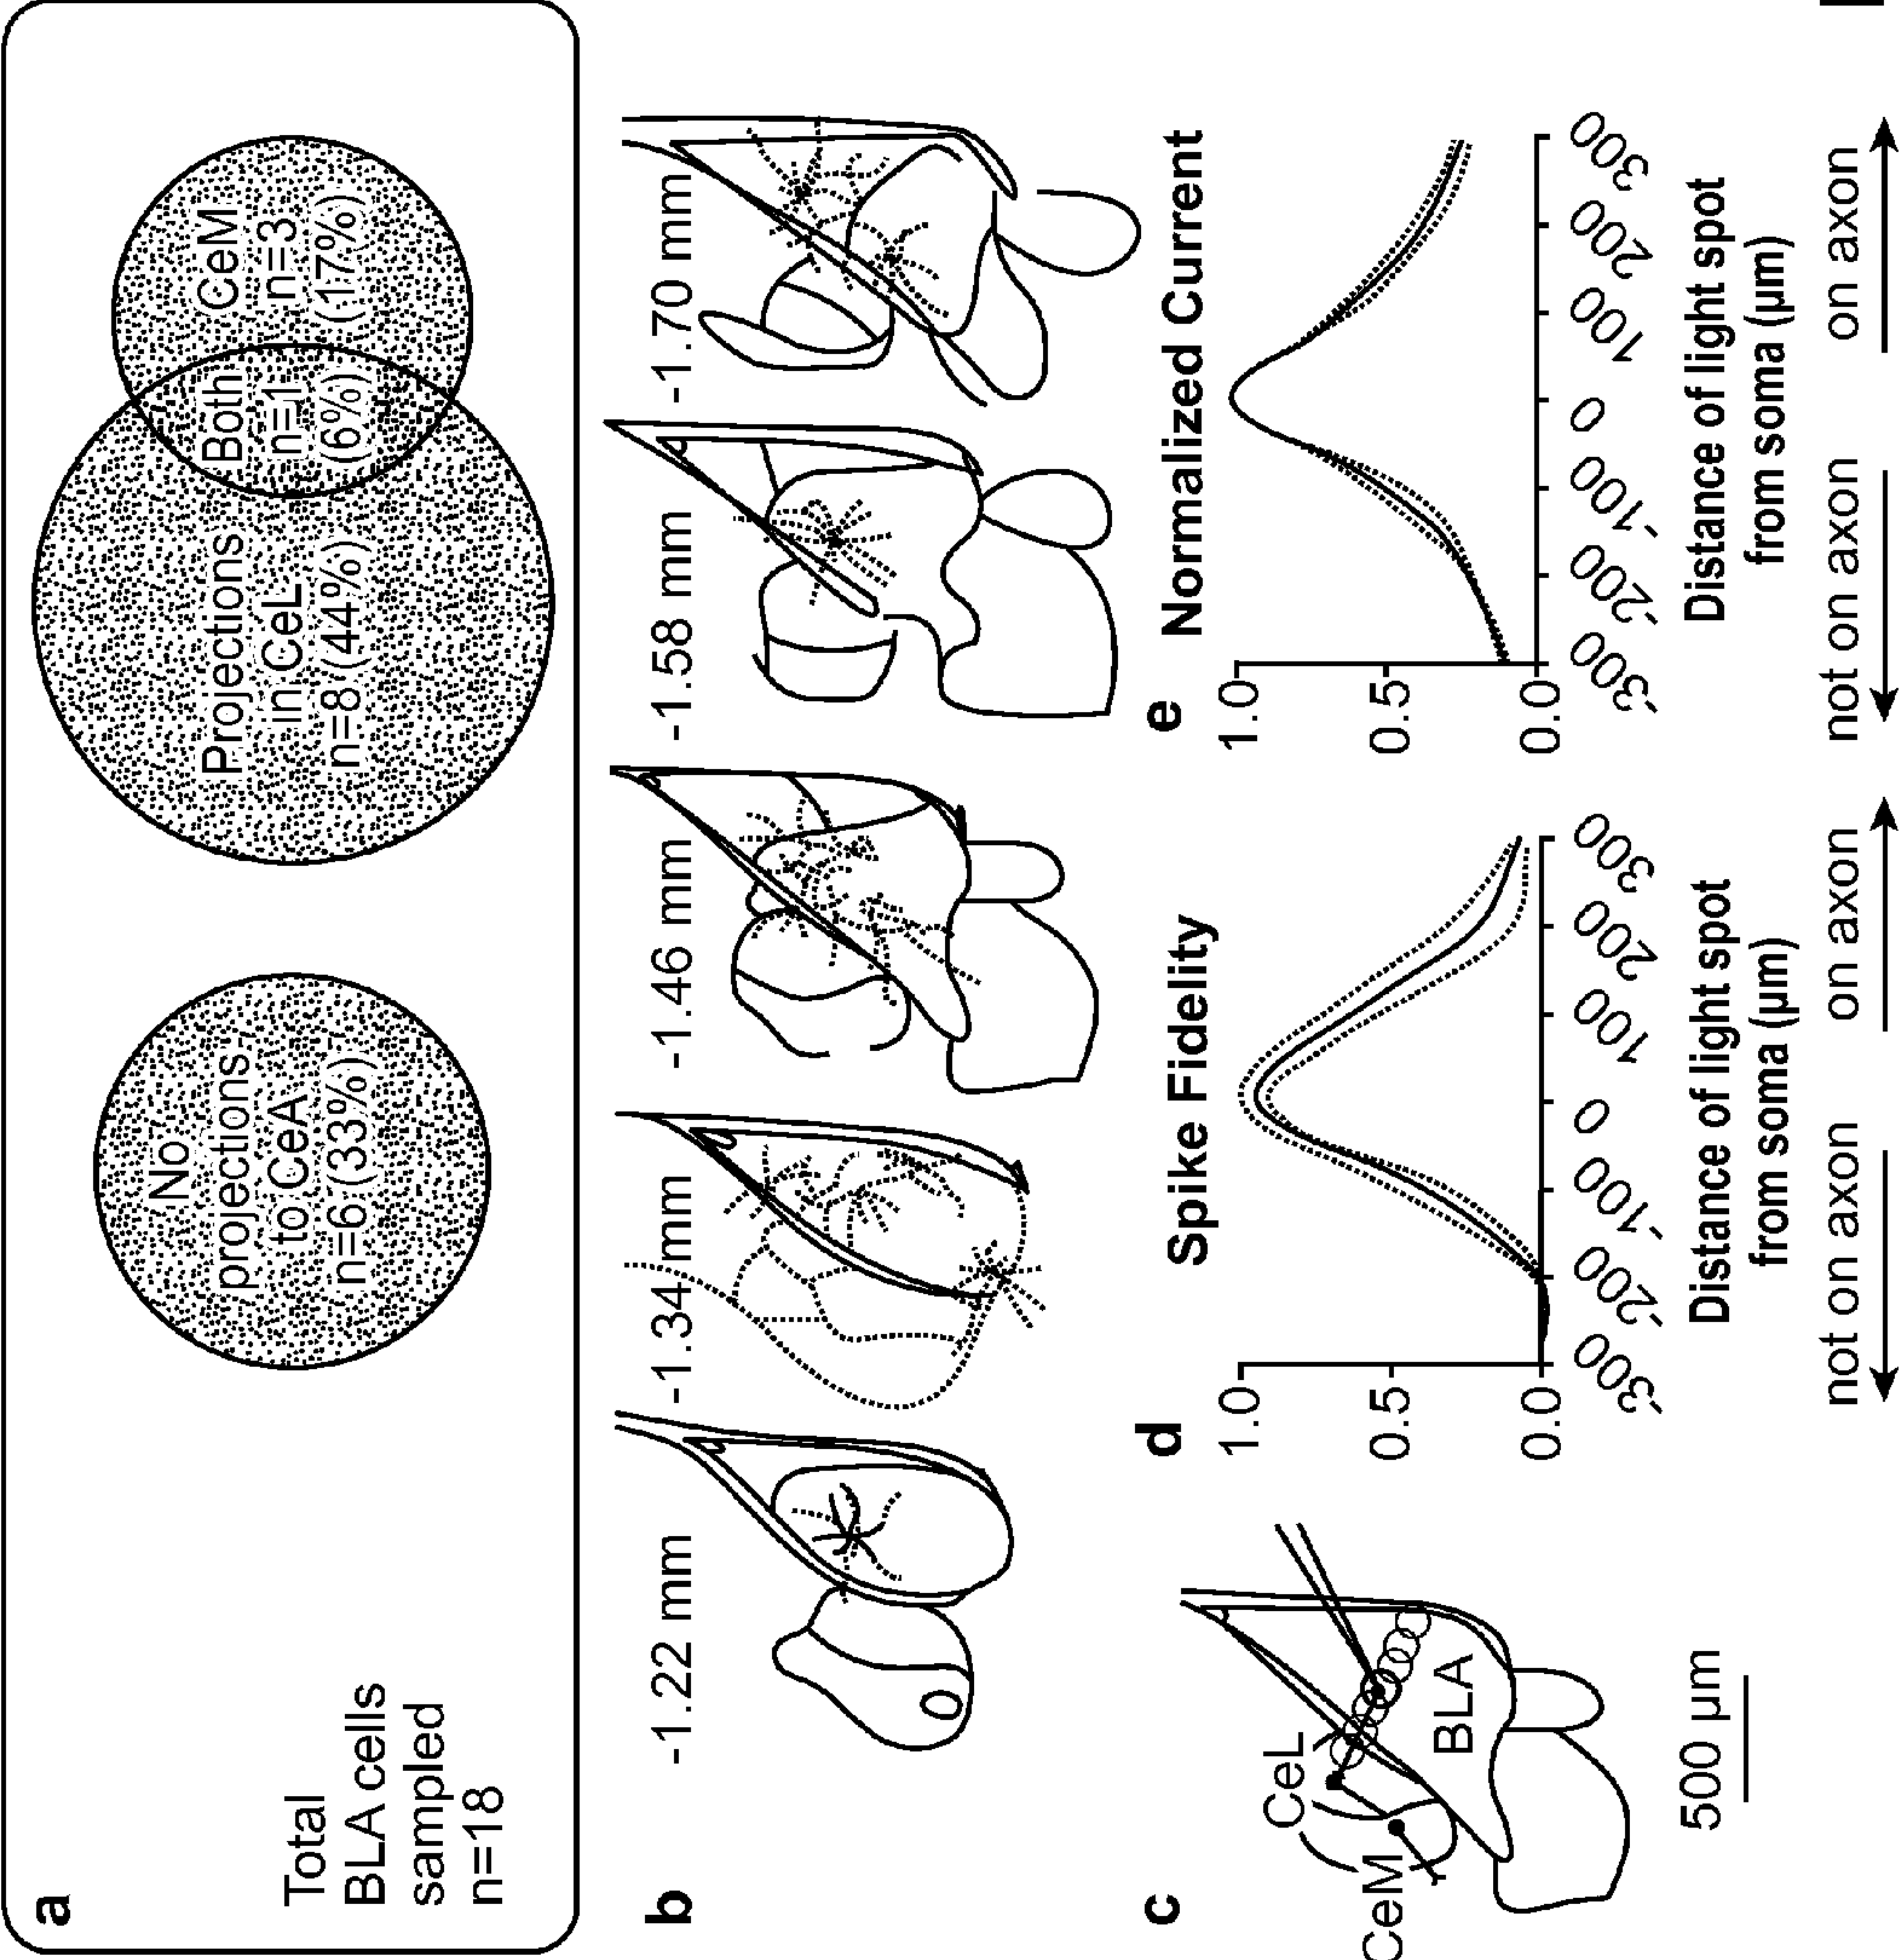 a
Total
BLA cells
sampled
n=18
No
projections
to CeA
n=6 (33%)
Projections
in CeL
n=8 (44%)
Both
n=1
(6%)
CeM
n=3
(17%)
b
-1.22 mm
-1.34 mm
-1.46 mm
-1.58 mm
-1.70 mm
c
CeL
CeM
BLA
500 µm
d
Spike Fidelity
1.0
0.5
0.0
-300
-200
-100
0
100
200
300
Distance of light spot
from soma (µm)
not on axon
on axon
e
Normalized Current
1.0
0.5
0.0
-300
-200
-100
0
100
200
300
Distance of light spot
from soma (µm)
not on axon
on axon